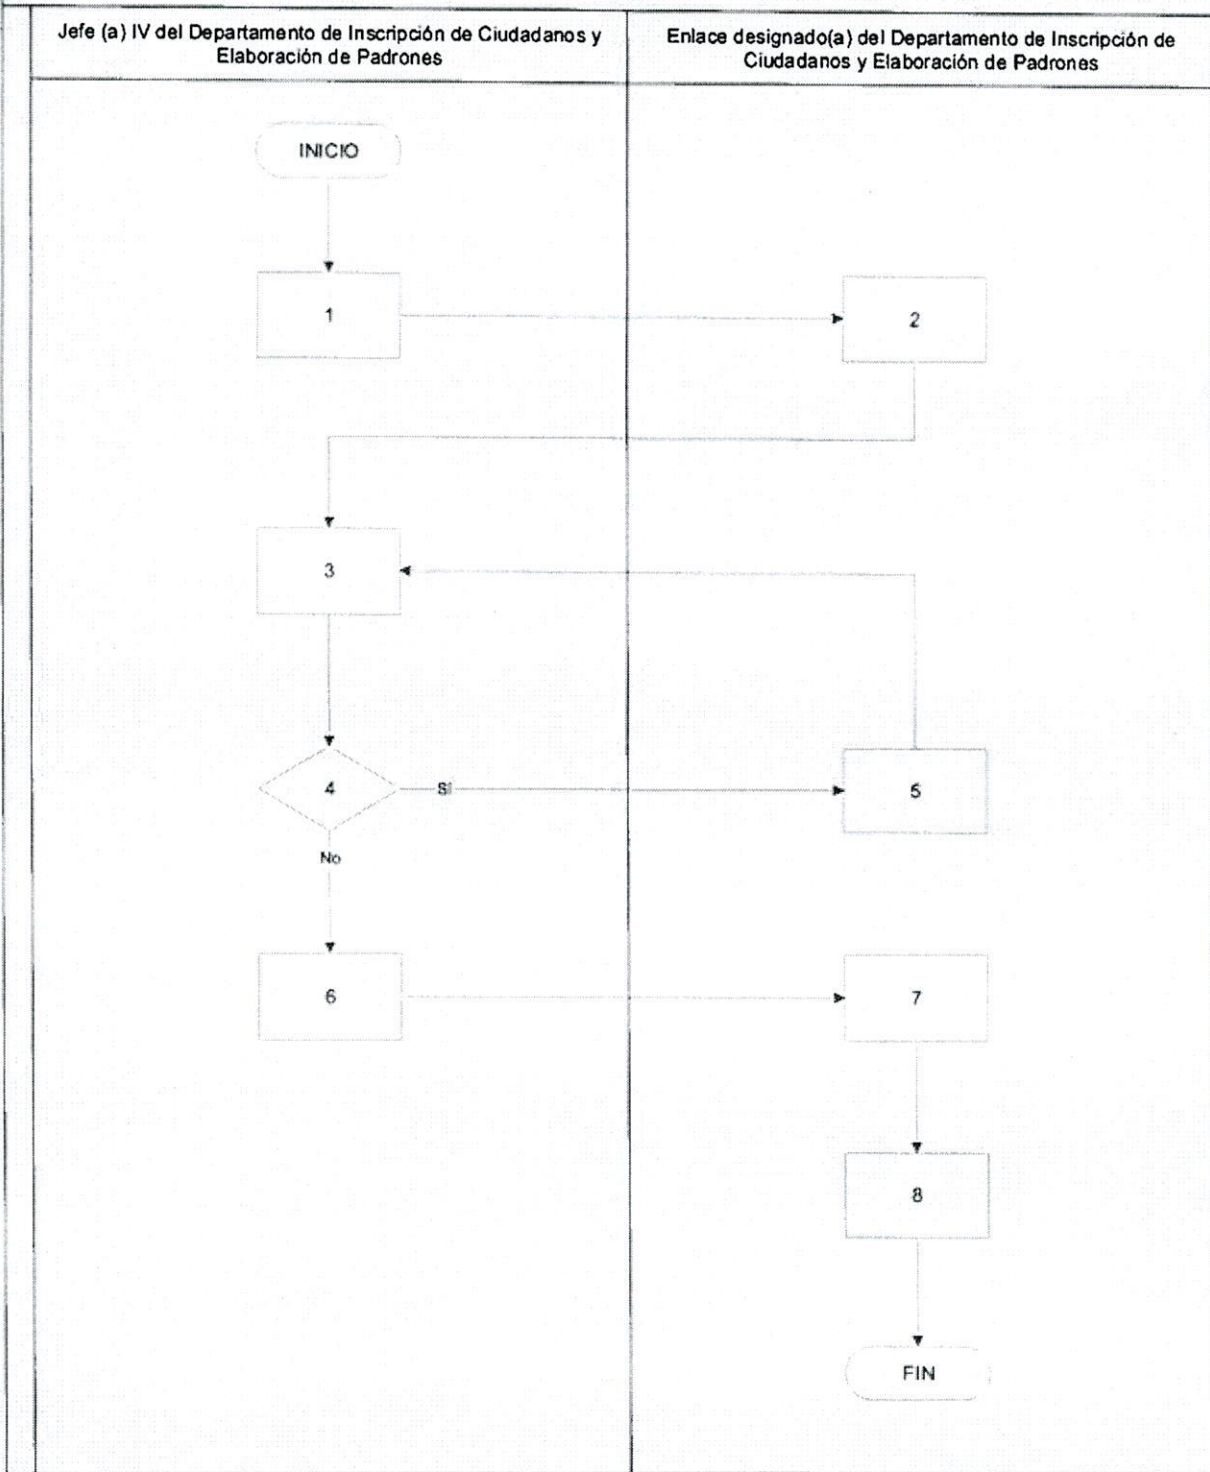 Jefe (a) IV del Departamento de Inscripción de Ciudadanos y
Elaboración de Padrones
Enlace designado(a) del Departamento de Inscripción de
Ciudadanos y Elaboración de Padrones
INICIO
1
2
3
4
Sí
5
No
6
7
8
FIN